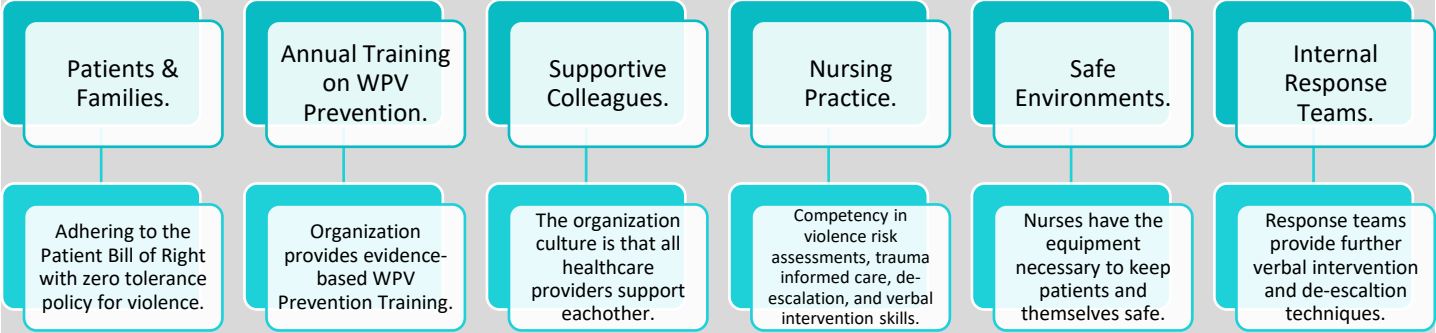 Patients &
Families.
Adhering to the
Patient Bill of Right
with zero tolerance
policy for violence.
Annual Training
on WPV
Prevention.
Organization
provides evidence-
based WPV
Prevention Training.
Supportive
Colleagues.
The organization
culture is that all
healthcare
providers support
eachother.
Nursing
Practice.
Competency in
violence risk
assessments, trauma
informed care, de-
escalation, and verbal
intervention skills.
Safe
Environments.
Nurses have the
equipment
necessary to keep
patients and
themselves safe.
Internal
Response
Teams.
Response teams
provide further
verbal intervention
and de-escaltion
techniques.